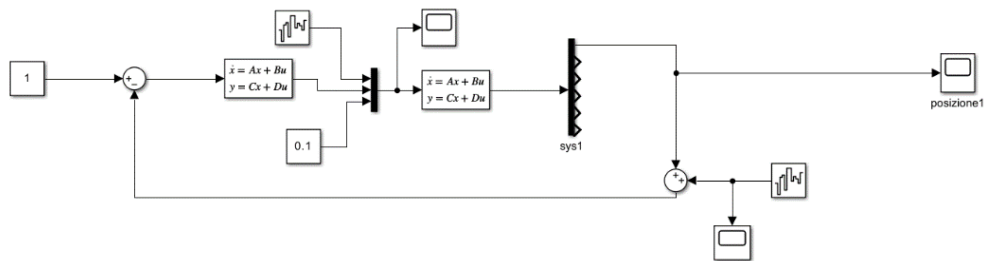 1
+
−
ẋ = Ax + Bu
y = Cx + Du
0.1
ẋ = Ax + Bu
y = Cx + Du
sys1
posizione1
+
+